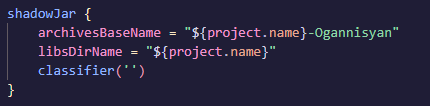 shadowJar {
    archivesBaseName = "${project.name}-Ogannisyan"
    libsDirName = "${project.name}"
    classifier('')
}